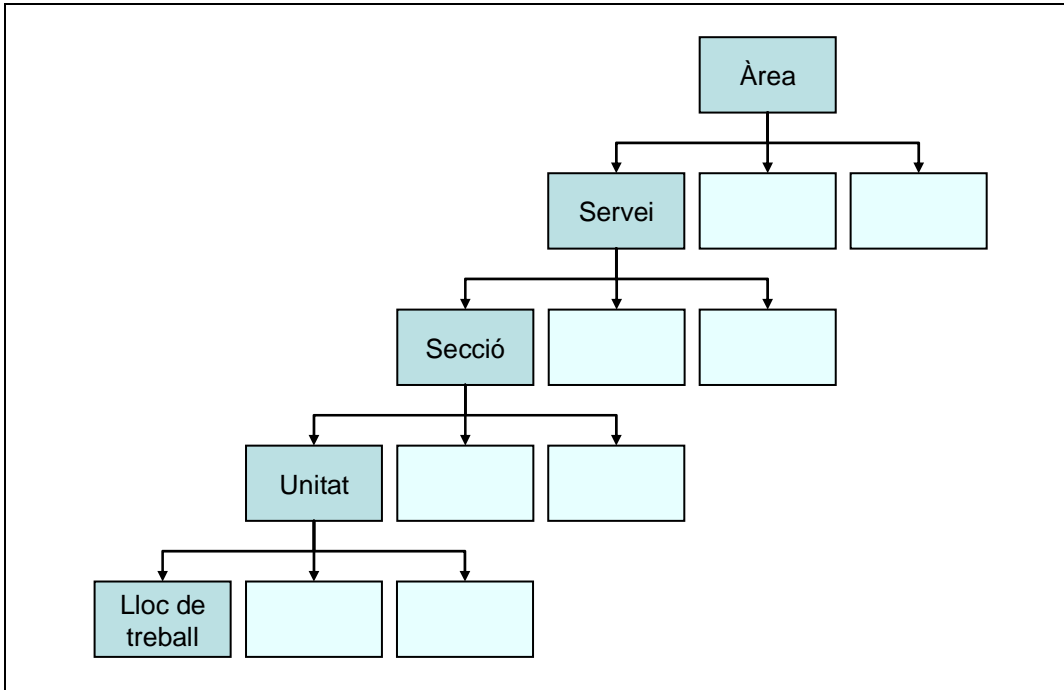 Àrea
Servei
Secció
Unitat
Lloc de
treball